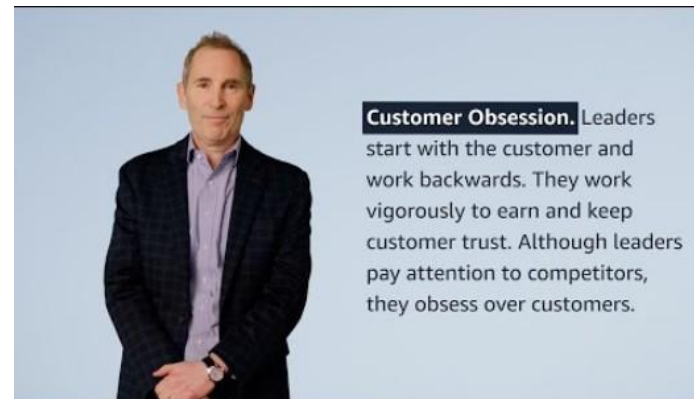 Customer Obsession. Leaders
start with the customer and
work backwards. They work
vigorously to earn and keep
customer trust. Although leaders
pay attention to competitors,
they obsess over customers.